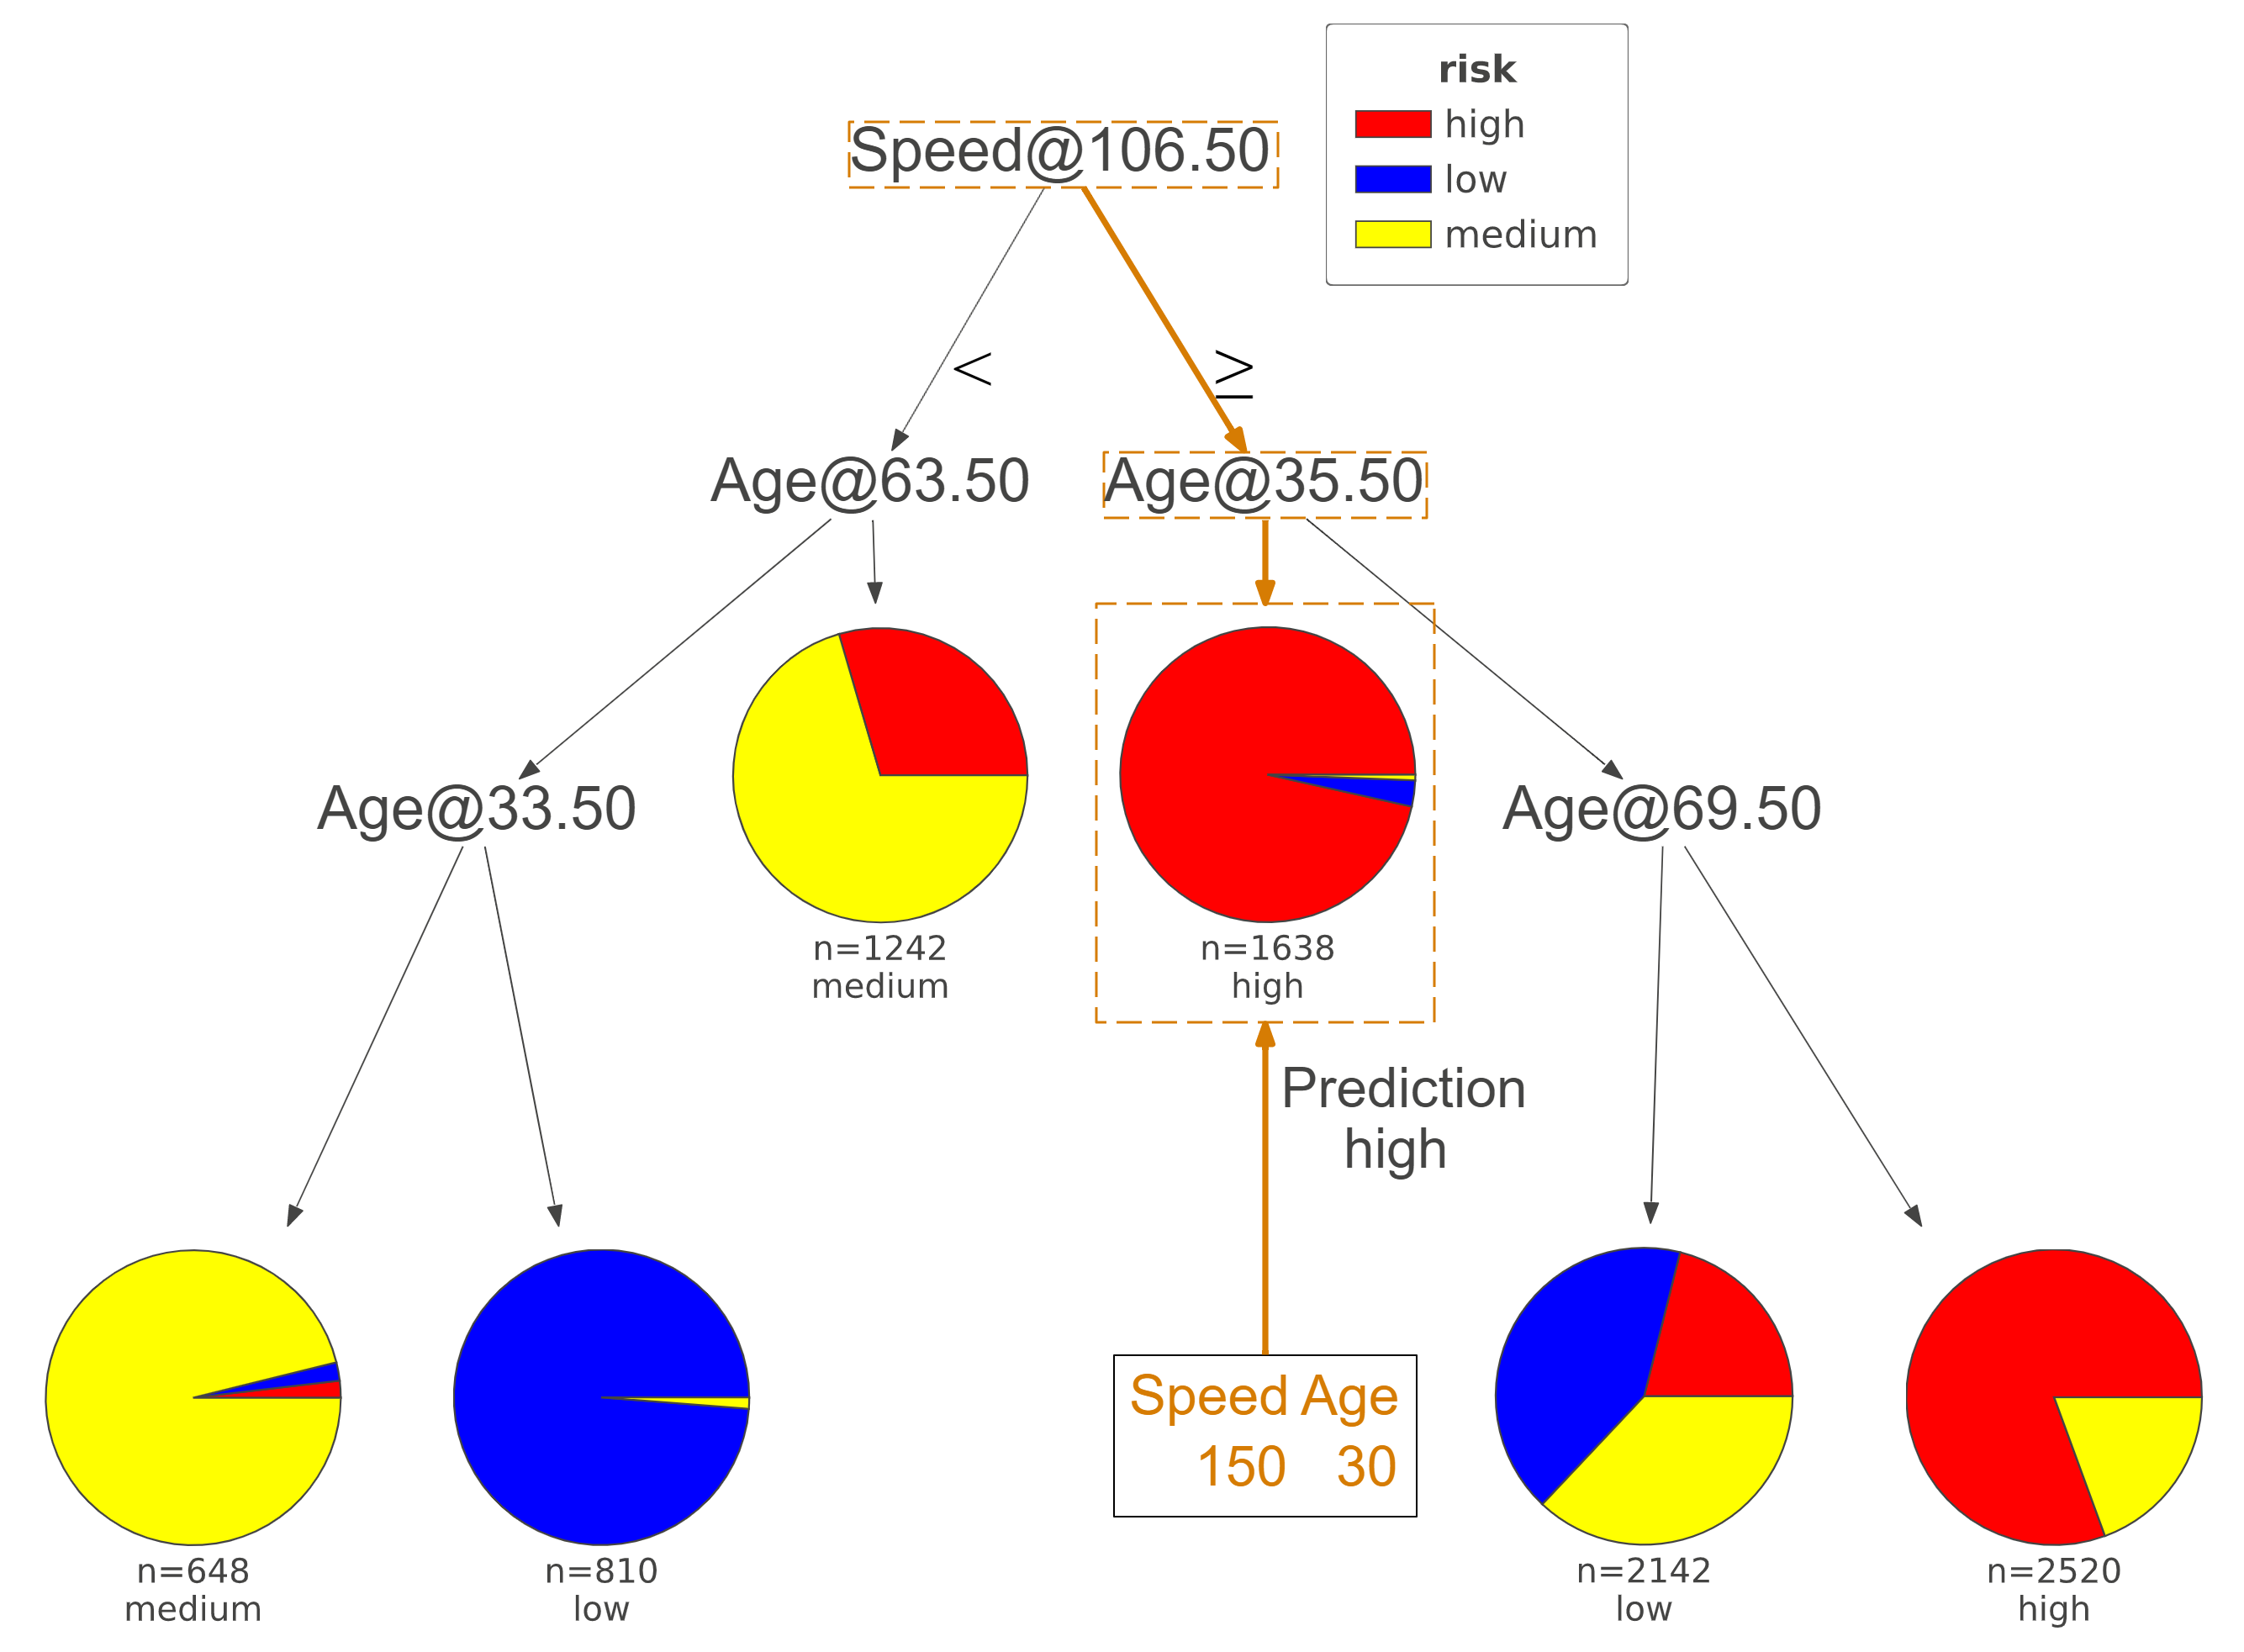 risk
high
low
medium
Speed@106.50
<
≥
Age@63.50
Age@35.50
Age@33.50
n=1242
medium
n=1638
high
Age@69.50
Prediction
high
Speed Age
150 30
n=648
medium
n=810
low
n=2142
low
n=2520
high